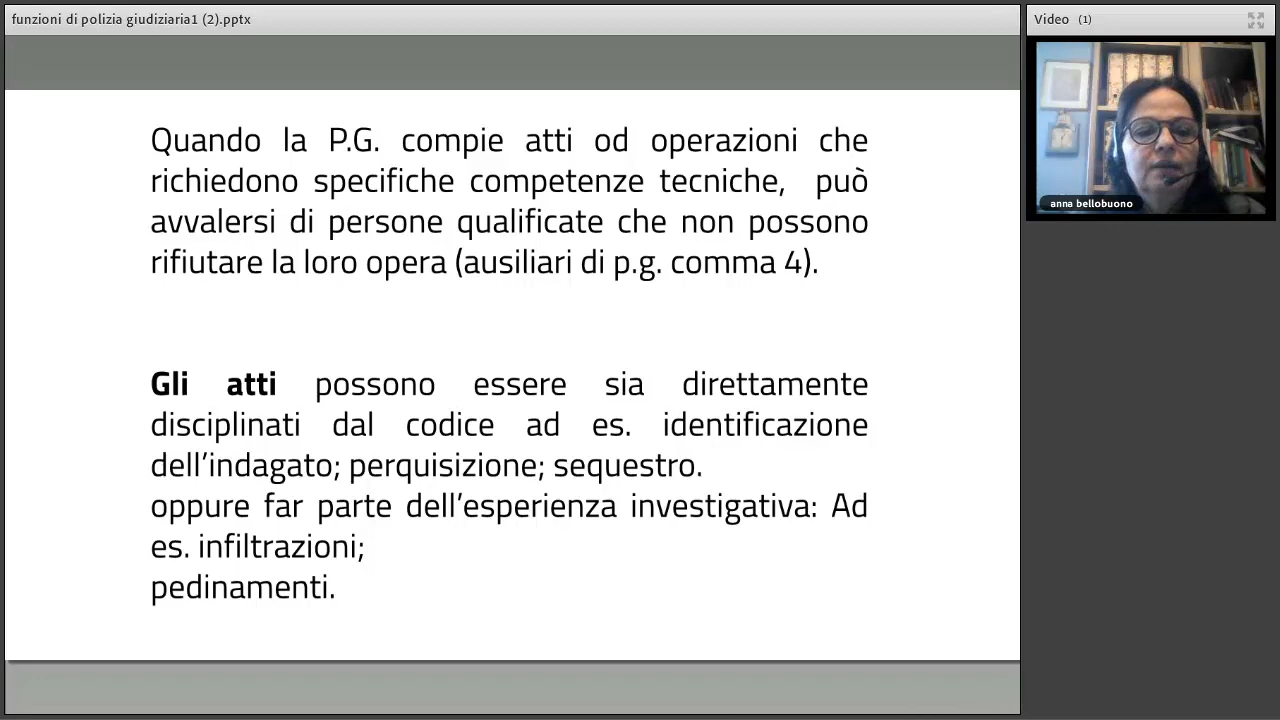 funzioni di polizia giudiziaria1 (2).pptx
Video (1)
anna bellobuono
Quando la P.G. compie atti od operazioni che
richiedono specifiche competenze tecniche, può
avvalersi di persone qualificate che non possono
rifiutare la loro opera (ausiliari di p.g. comma 4).
Gli atti possono essere sia direttamente
disciplinati dal codice ad es. identificazione
dell’indagato; perquisizione; sequestro.
oppure far parte dell’esperienza investigativa: Ad
es. infiltrazioni;
pedinamenti.